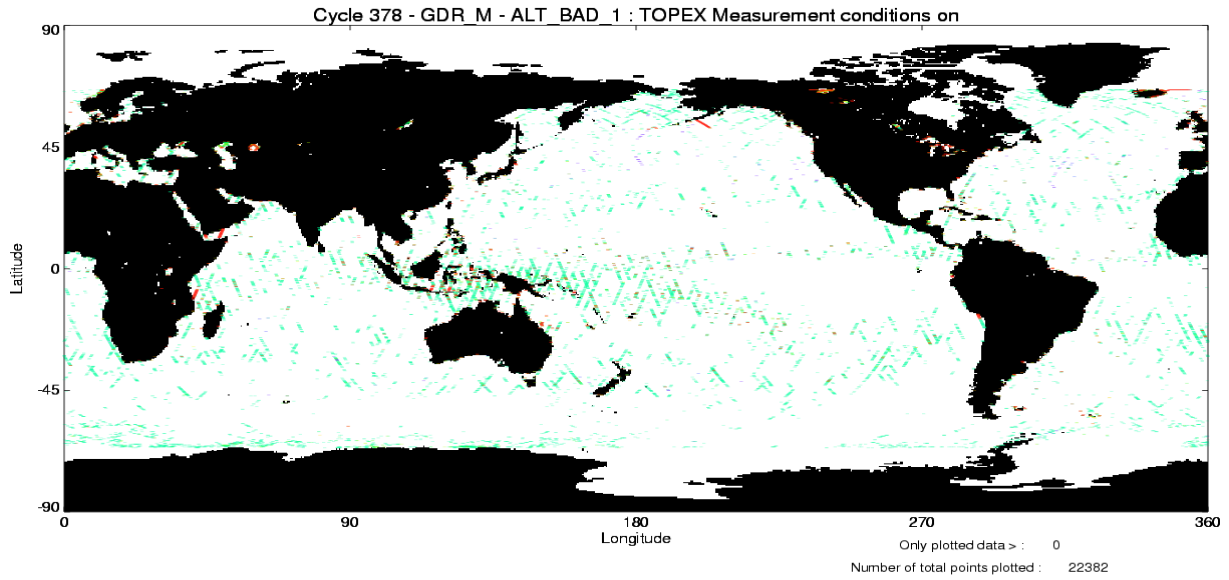 Cycle 378 - GDR_M - ALT_BAD_1 : TOPEX Measurement conditions on
90
45
0
-45
-90
Latitude
0 90 180 270 360
Longitude
Only plotted data > : 0
Number of total points plotted : 22382